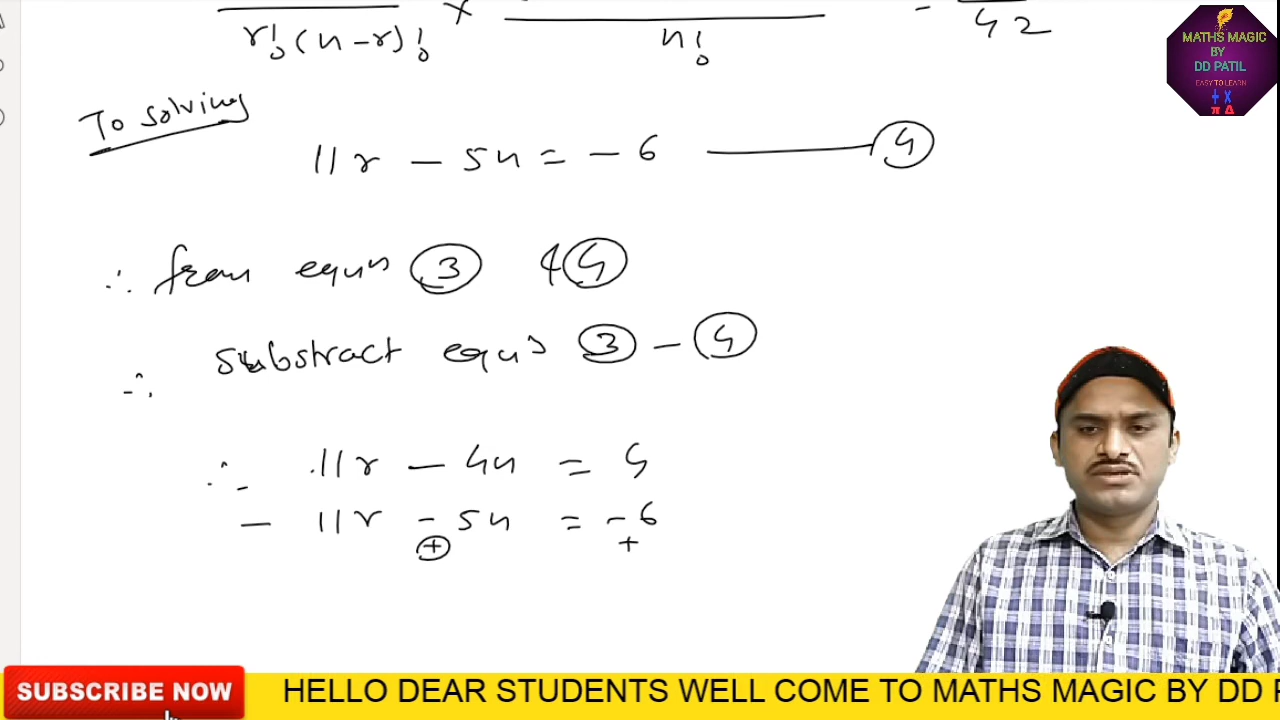 r!(n-r)! × n! = 42
MATHS MAGIC
BY
DD PATIL
EASY TO LEARN
+ X
π Δ
To solving
11r - 5n = -6 ——— ④
∴ from equns ③ & ④
∴ substract equns ③ - ④
∴ 11r - 4n = 4
- 11r - 5n = -6
⊕ +
SUBSCRIBE NOW
HELLO DEAR STUDENTS WELL COME TO MATHS MAGIC BY DD